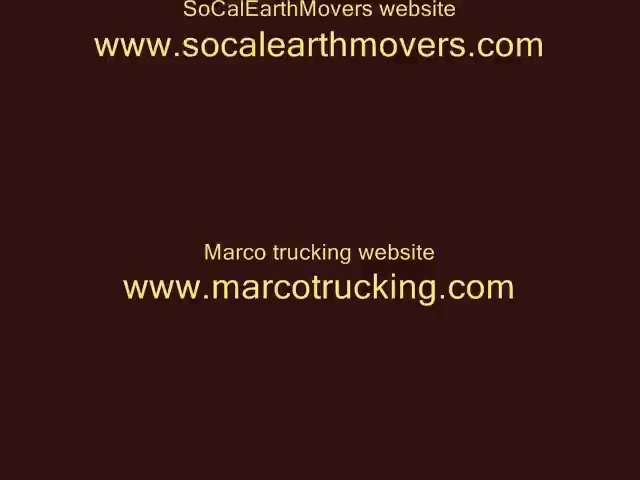 SoCalEarthMovers website
www.socalearthmovers.com
Marco trucking website
www.marcotrucking.com